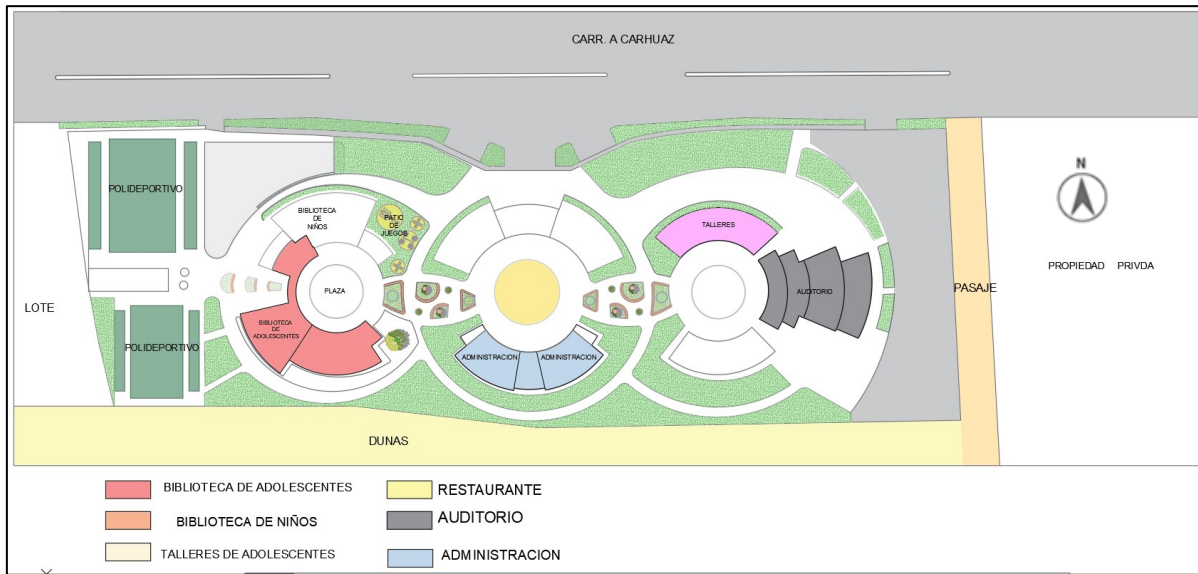 CARR. A CARHUAZ
N
POLIDEPORTIVO
BIBLIOTECA
DE
NIÑOS
PATIO
DE
JUEGOS
TALLERES
PROPIEDAD PRIVDA
PLAZA
AUDITORIO
PASAJE
LOTE
BIBLIOTECA
DE
ADOLESCENTES
POLIDEPORTIVO
ADMINISTRACION
ADMINISTRACION
DUNAS
BIBLIOTECA DE ADOLESCENTES
RESTAURANTE
BIBLIOTECA DE NIÑOS
AUDITORIO
TALLERES DE ADOLESCENTES
ADMINISTRACION